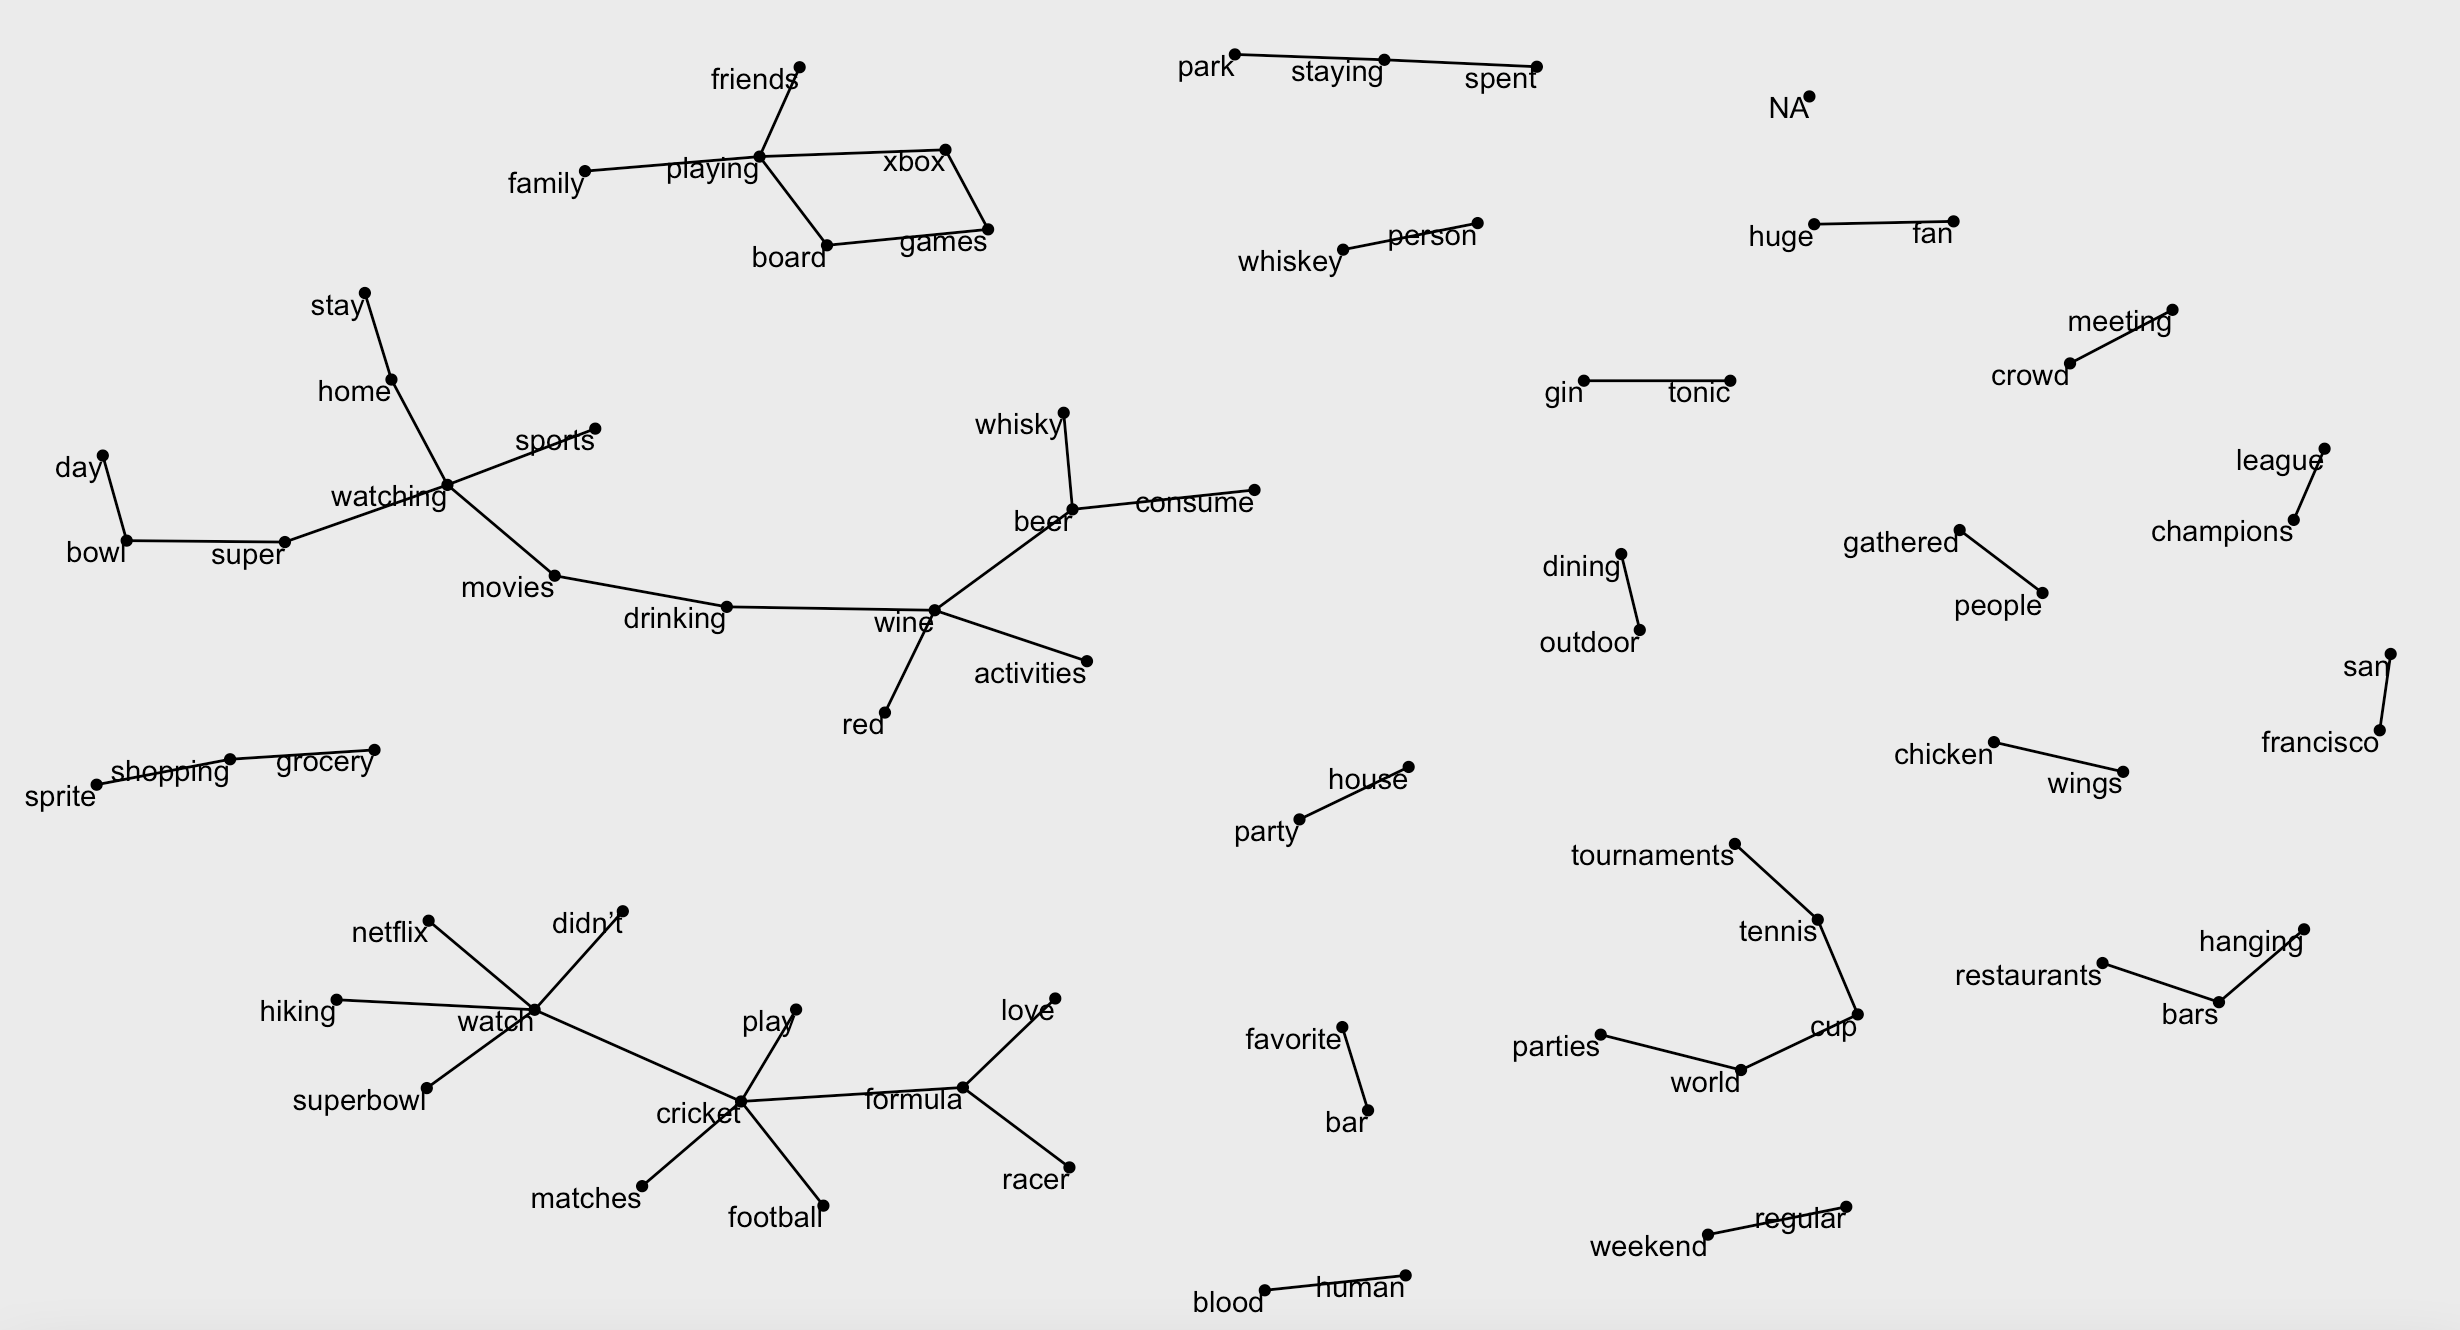 park
staying
spent
friends
NA
playing
xbox
family
huge
fan
person
games
board
whiskey
stay
meeting
crowd
home
gin
tonic
whisky
sports
league
day
watching
consume
beer
champions
gathered
bowl
super
dining
movies
people
drinking
wine
outdoor
san
activities
red
francisco
chicken
grocery
shopping
house
wings
sprite
party
tournaments
didn't
netflix
tennis
hanging
restaurants
love
hiking
watch
play
bars
cup
favorite
parties
world
superbowl
formula
cricket
bar
racer
matches
football
regular
weekend
human
blood